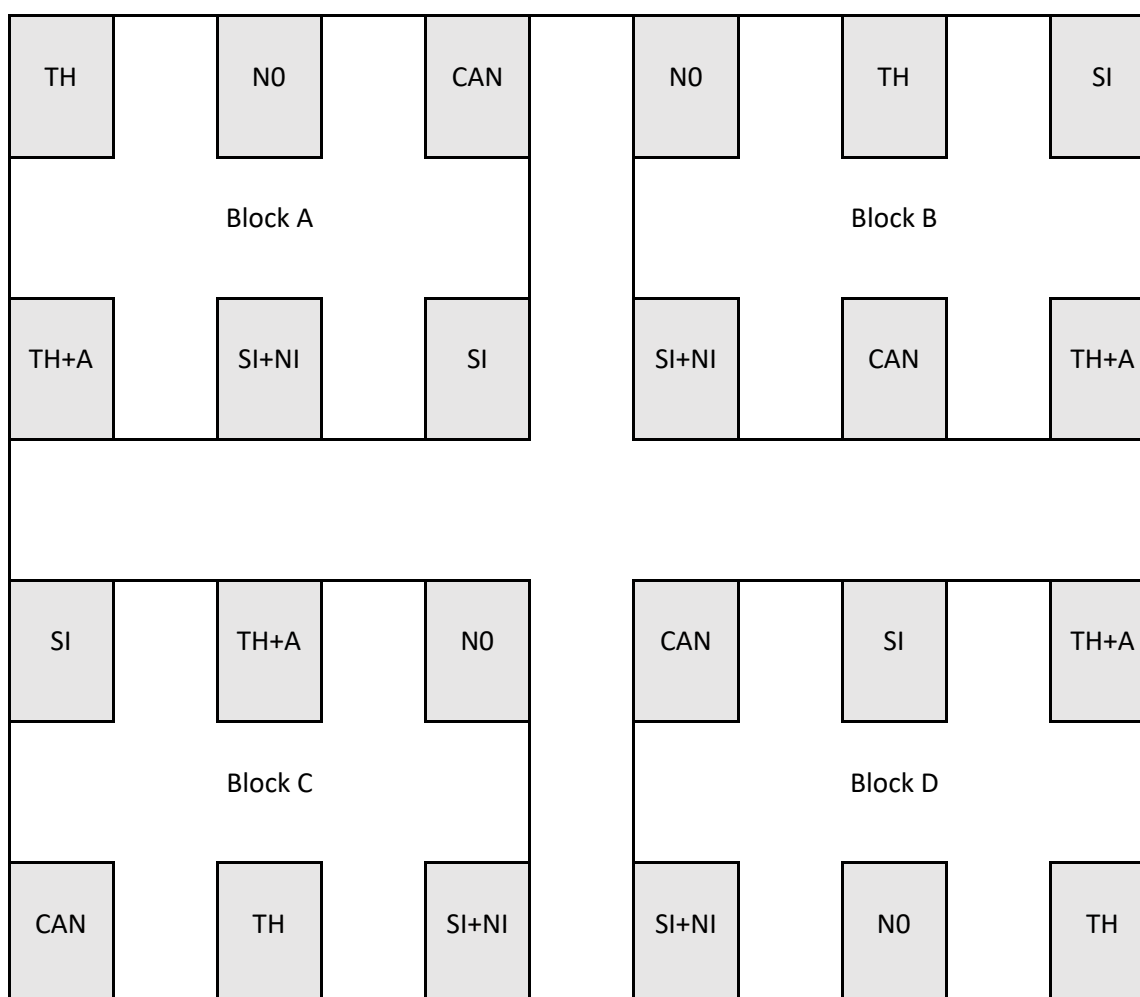 TH N0 CAN N0 TH SI
Block A Block B
TH+A SI+NI SI SI+NI CAN TH+A
SI TH+A N0 CAN SI TH+A
Block C Block D
CAN TH SI+NI SI+NI N0 TH